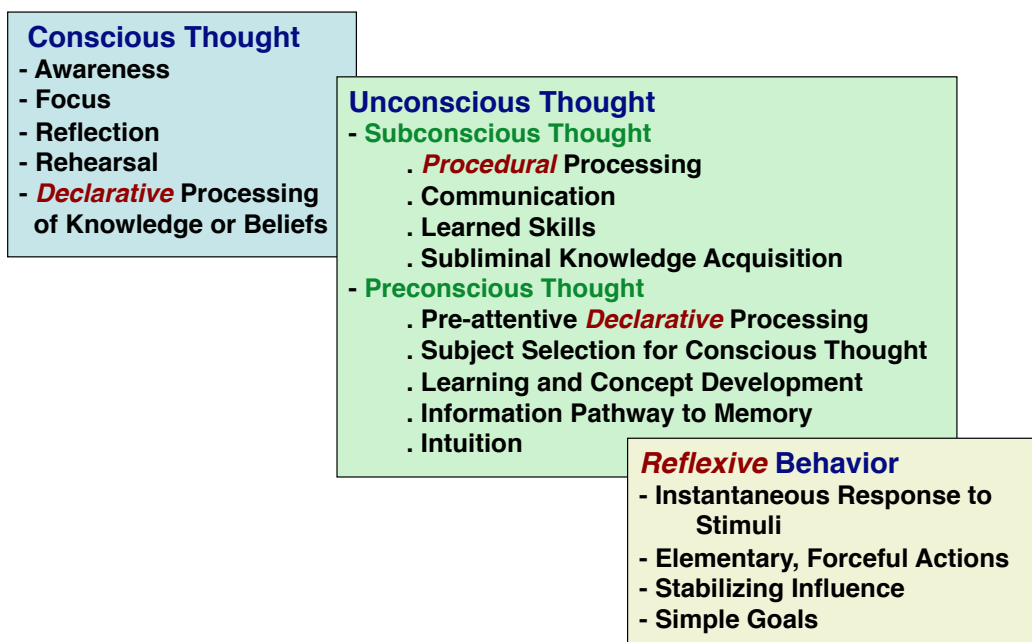 Conscious Thought
- Awareness
- Focus
- Reflection
- Rehearsal
- Declarative Processing
of Knowledge or Beliefs
Unconscious Thought
- Subconscious Thought
. Procedural Processing
. Communication
. Learned Skills
. Subliminal Knowledge Acquisition
- Preconscious Thought
. Pre-attentive Declarative Processing
. Subject Selection for Conscious Thought
. Learning and Concept Development
. Information Pathway to Memory
. Intuition
Reflexive Behavior
- Instantaneous Response to
Stimuli
- Elementary, Forceful Actions
- Stabilizing Influence
- Simple Goals